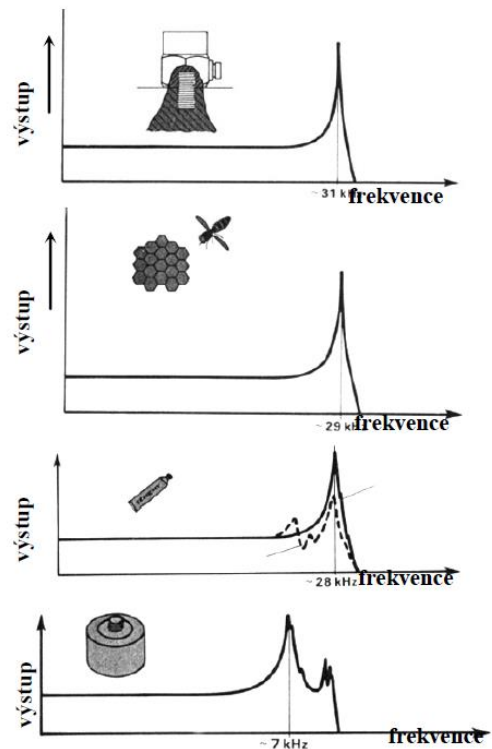 výstup
~31 kHz
frekvence
výstup
~29 kHz
frekvence
výstup
~28 kHz
frekvence
výstup
~7 kHz
frekvence